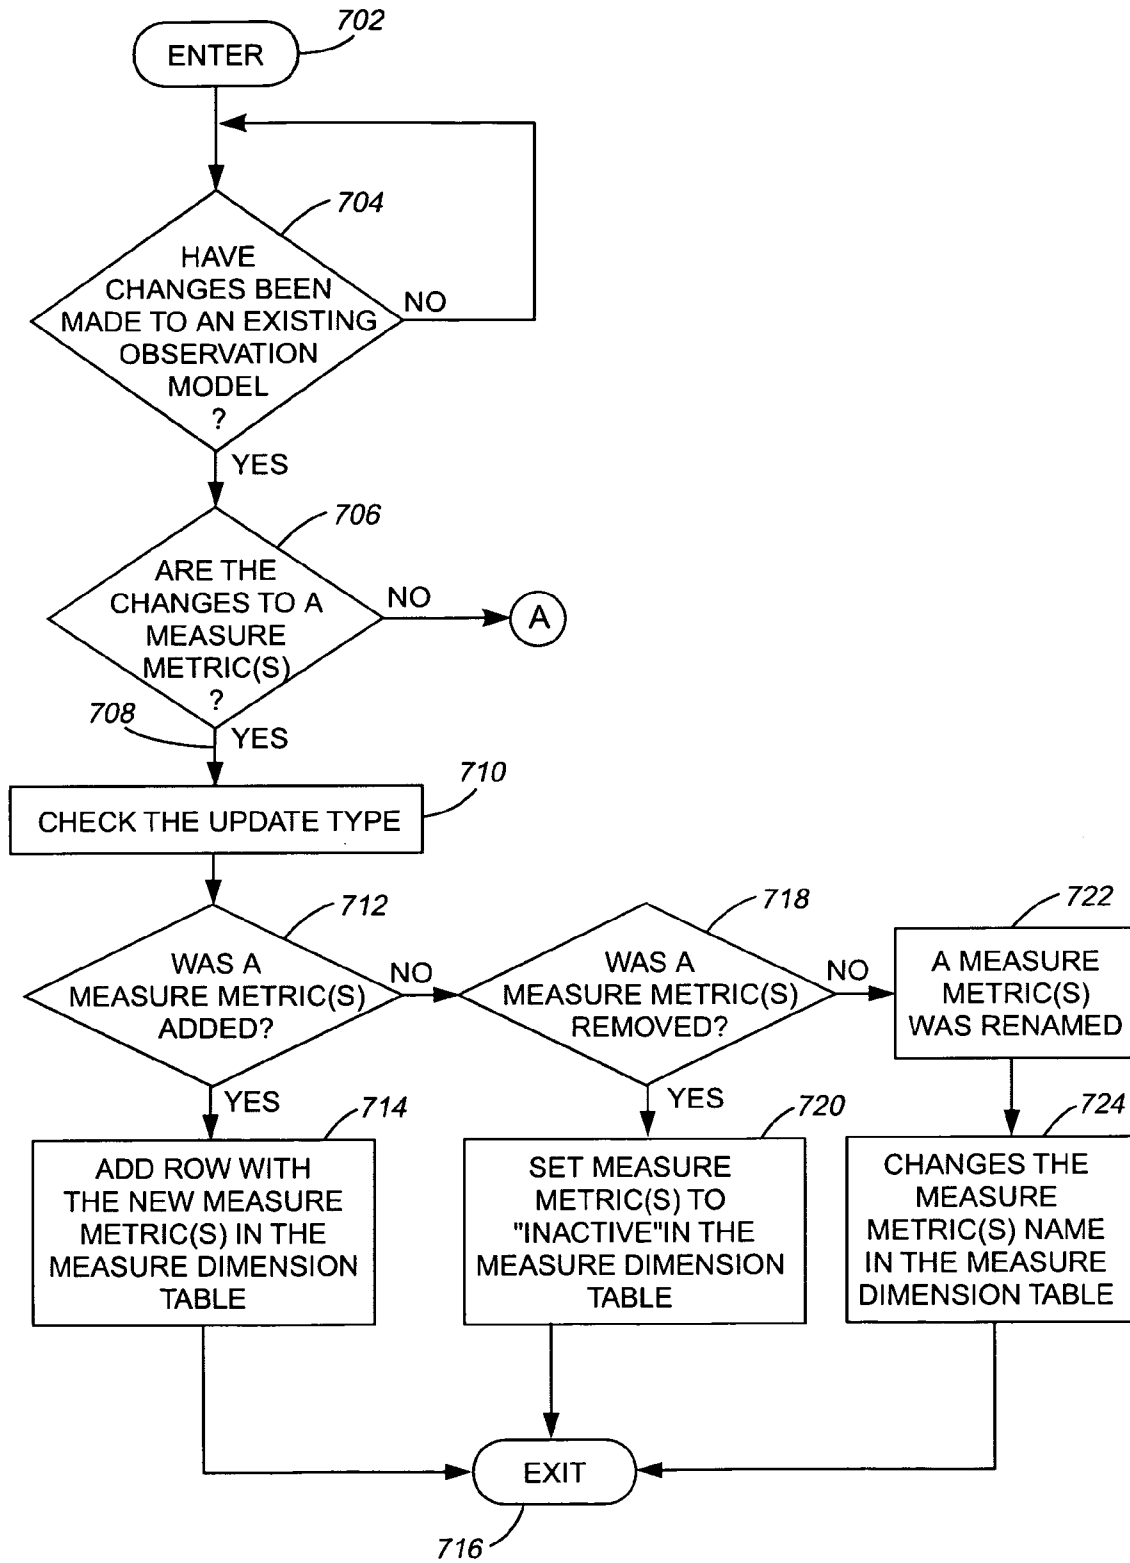 702
ENTER
704
HAVE
CHANGES BEEN
MADE TO AN EXISTING
OBSERVATION
MODEL
?
NO
YES
706
ARE THE
CHANGES TO A
MEASURE
METRIC(S)
?
NO
A
708
YES
710
CHECK THE UPDATE TYPE
712
WAS A
MEASURE METRIC(S)
ADDED?
NO
YES
718
WAS A
MEASURE METRIC(S)
REMOVED?
NO
YES
722
A MEASURE
METRIC(S)
WAS RENAMED
714
ADD ROW WITH
THE NEW MEASURE
METRIC(S) IN THE
MEASURE DIMENSION
TABLE
720
SET MEASURE
METRIC(S) TO
"INACTIVE"IN THE
MEASURE DIMENSION
TABLE
724
CHANGES THE
MEASURE
METRIC(S) NAME
IN THE MEASURE
DIMENSION TABLE
EXIT
716